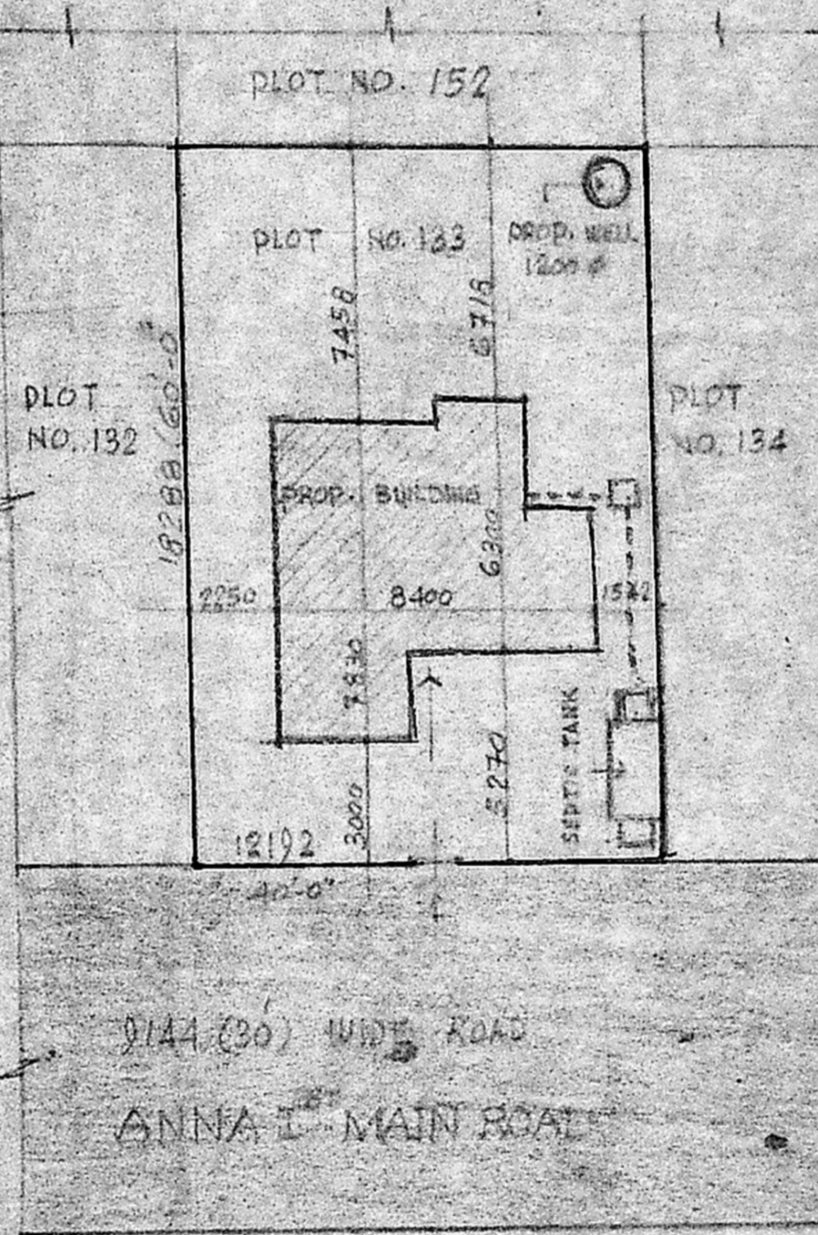 PLOT NO. 152
PLOT NO. 133
PROP. WELL
1200 ø
7458
6718
PLOT
NO. 132
18288 (60'-0"
PLOT
NO. 134
PROP. BUILDING
6300
2250
8400
1542
7830
SEPTIC TANK
5270
3000
12192
40'-0"
9144 (30') WIDE ROAD
ANNA I MAIN ROAD